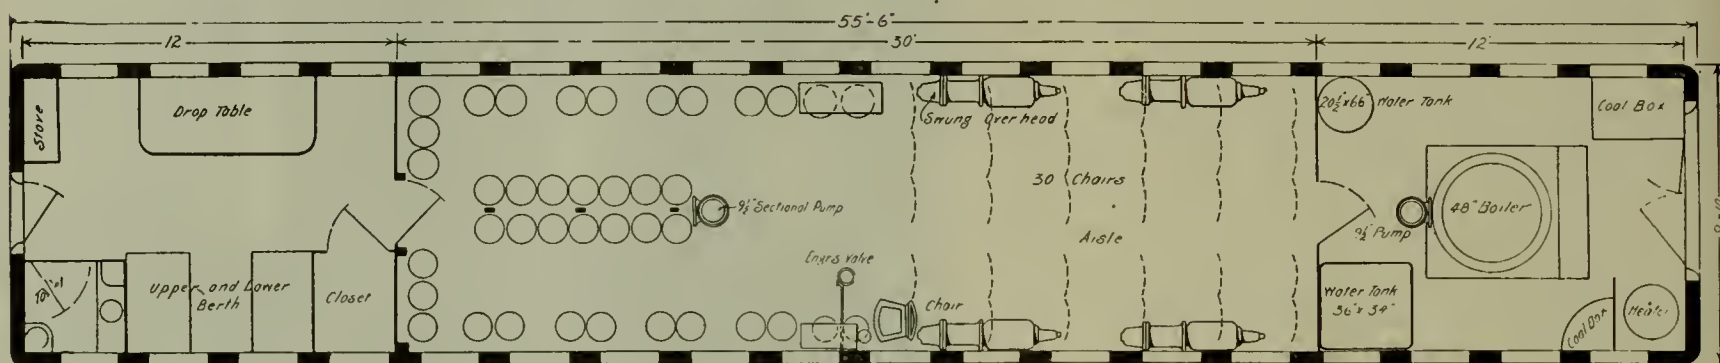 55'-6"
12
30'
12'
Stove
Drop Table
Swung Overhead
20½"x66" Water Tank
Coal Box
30 Chairs
9½" Sectional Pump
48" Boiler
9½" Pump
Aisle
Engrs Valve
Toilet
Upper and Lower
Berth
Closet
Chair
Water Tank
36" x 34"
Coal Box
Heater